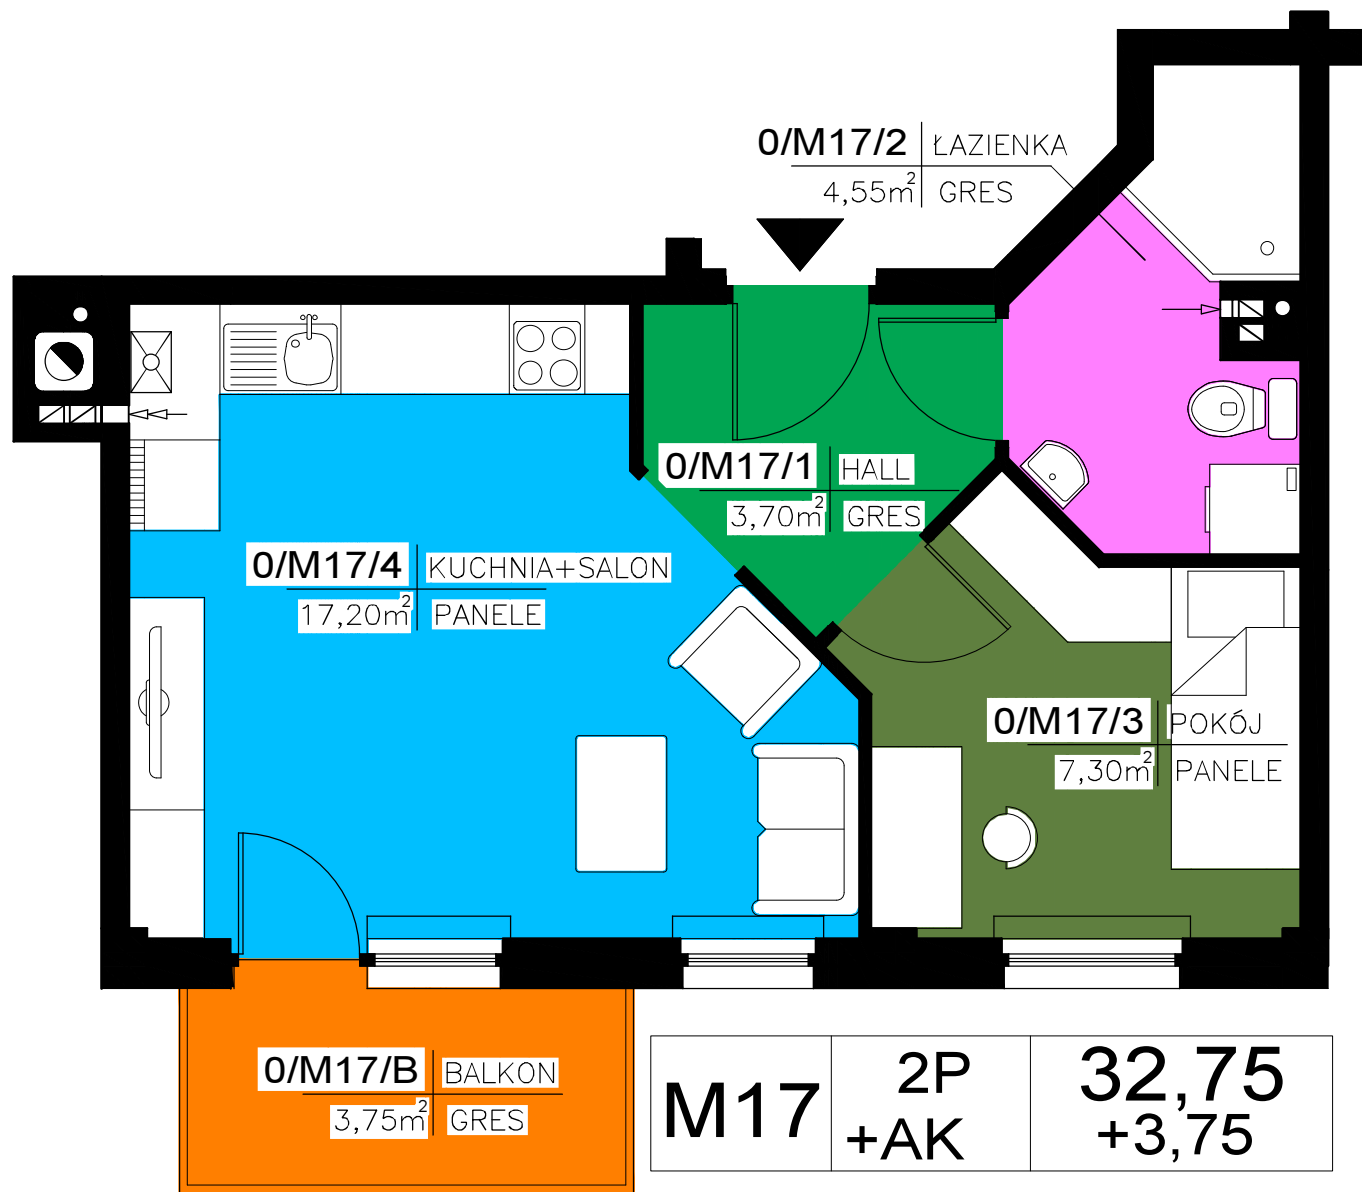 0/M17/2 ŁAZIENKA
4,55m² GRES
0/M17/1 HALL
3,70m² GRES
0/M17/4 KUCHNIA+SALON
17,20m² PANELE
0/M17/3 POKÓJ
7,30m² PANELE
0/M17/B BALKON
3,75m² GRES
M17
2P
+AK
32,75
+3,75